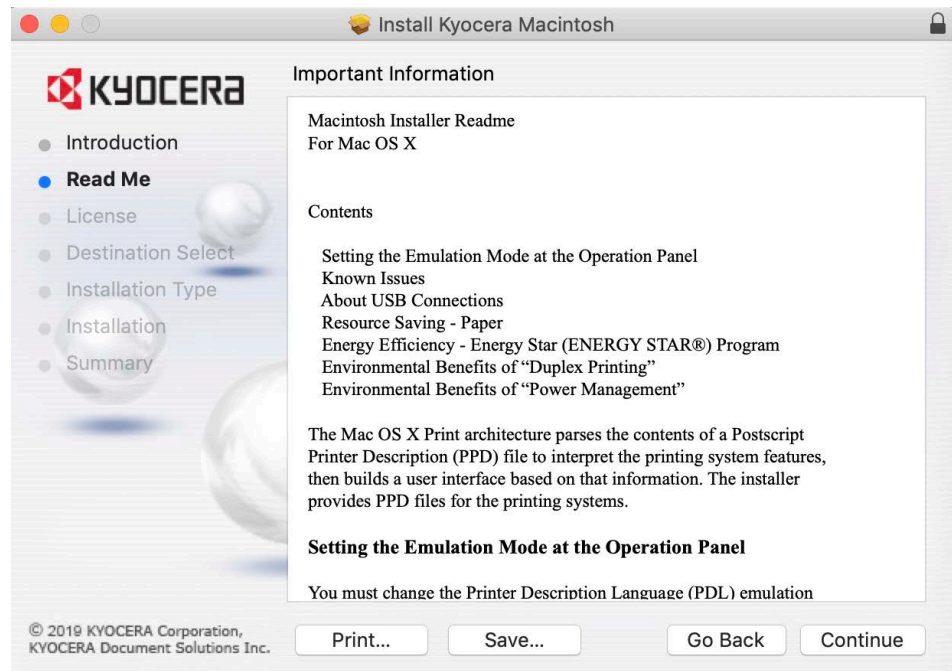 Install Kyocera Macintosh
KYOCERA
Important Information
Introduction
Read Me
License
Destination Select
Installation Type
Installation
Summary
Macintosh Installer Readme
For Mac OS X
Contents
Setting the Emulation Mode at the Operation Panel
Known Issues
About USB Connections
Resource Saving - Paper
Energy Efficiency - Energy Star (ENERGY STAR®) Program
Environmental Benefits of “Duplex Printing”
Environmental Benefits of “Power Management”
The Mac OS X Print architecture parses the contents of a Postscript
Printer Description (PPD) file to interpret the printing system features,
then builds a user interface based on that information. The installer
provides PPD files for the printing systems.
Setting the Emulation Mode at the Operation Panel
You must change the Printer Description Language (PDL) emulation
© 2019 KYOCERA Corporation,
KYOCERA Document Solutions Inc.
Print...
Save...
Go Back
Continue